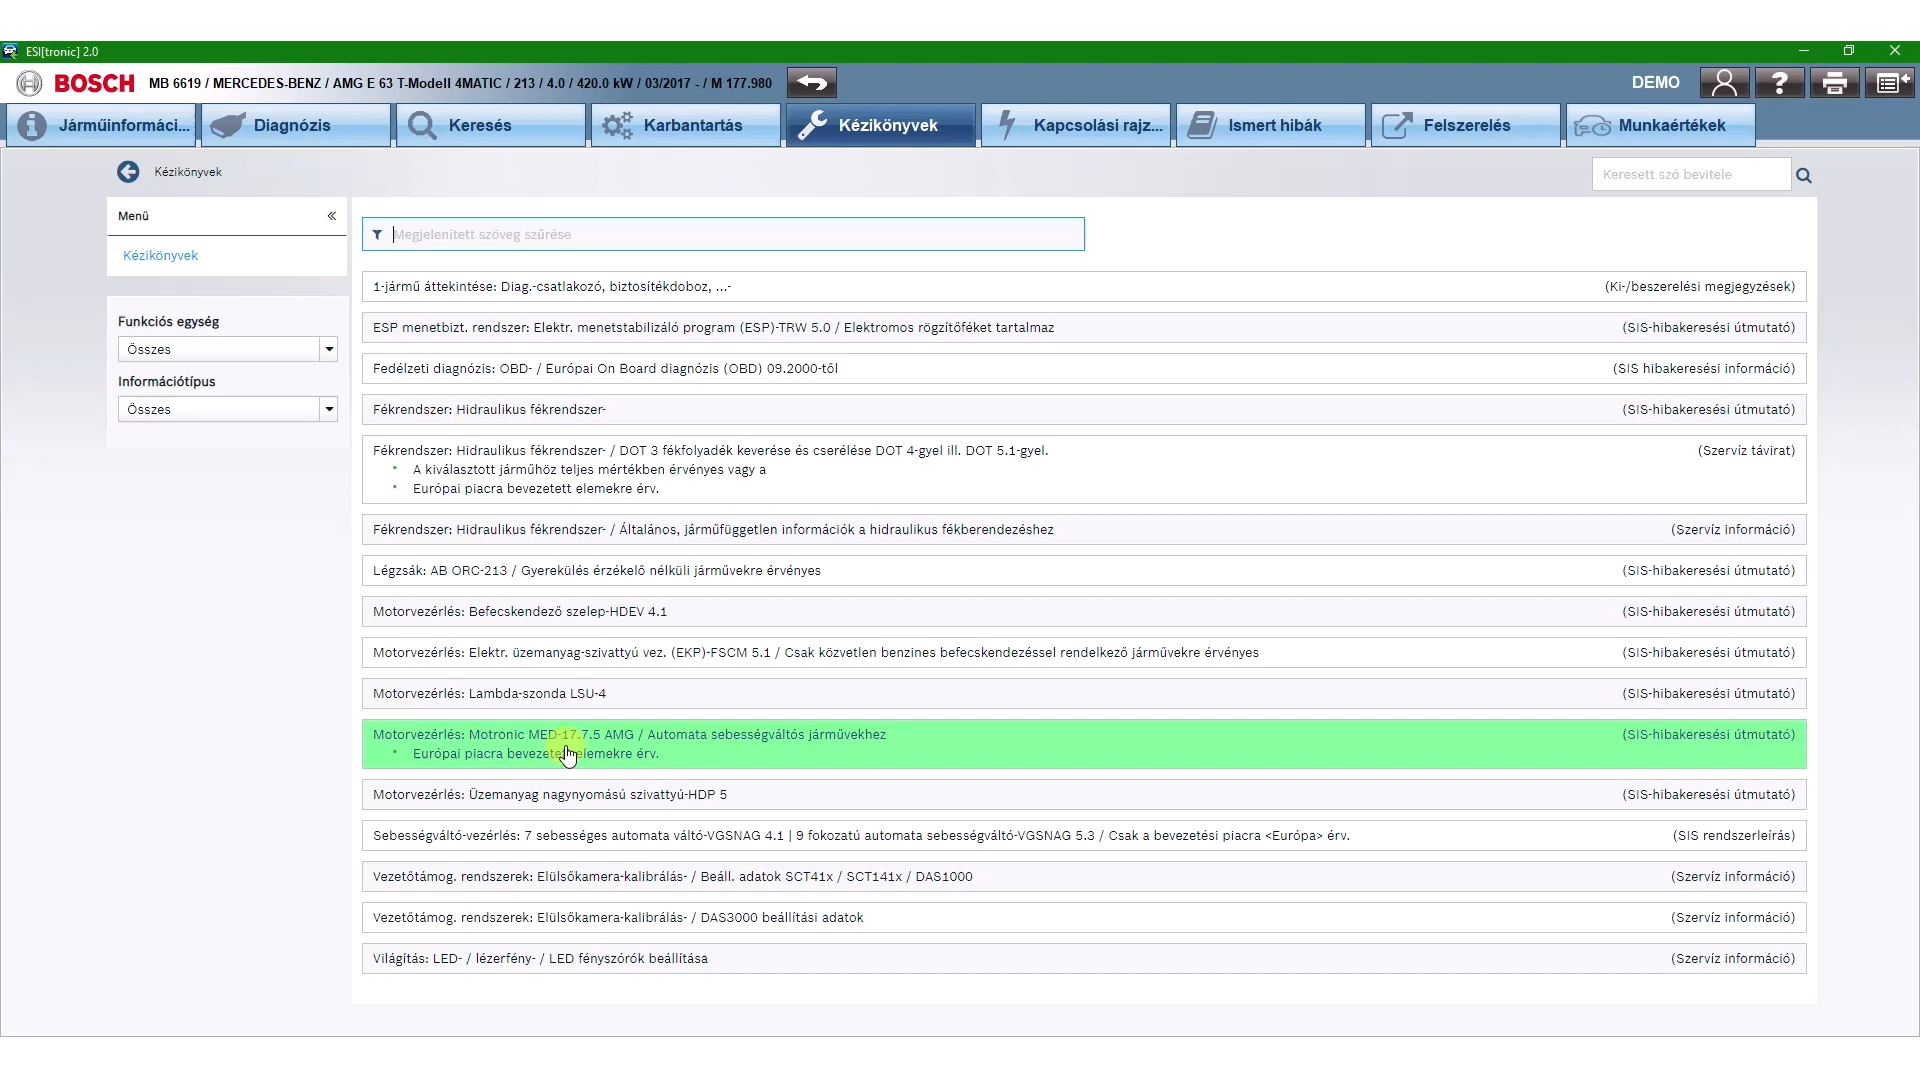 ESI[tronic] 2.0
BOSCH MB 6619 / MERCEDES-BENZ / AMG E 63 T-Modell 4MATIC / 213 / 4.0 / 420.0 kW / 03/2017 - / M 177.980 DEMO
Járműinformáci... Diagnózis Keresés Karbantartás Kézikönyvek Kapcsolási rajz... Ismert hibák Felszerelés Munkaértékek
Kézikönyvek Keresett szó bevitele
Menü «
Megjelenített szöveg szűrése
Kézikönyvek
1-jármű áttekintése: Diag.-csatlakozó, biztosítékdoboz, ...- (Ki-/beszerelési megjegyzések)
Funkciós egység
Összes
Információtípus
Összes
ESP menetbizt. rendszer: Elektr. menetstabilizáló program (ESP)-TRW 5.0 / Elektromos rögzítőféket tartalmaz (SIS-hibakeresési útmutató)
Fedélzeti diagnózis: OBD- / Európai On Board diagnózis (OBD) 09.2000-től (SIS hibakeresési információ)
Fékrendszer: Hidraulikus fékrendszer- (SIS-hibakeresési útmutató)
Fékrendszer: Hidraulikus fékrendszer- / DOT 3 fékfolyadék keverése és cserélése DOT 4-gyel ill. DOT 5.1-gyel. (Szervíz távirat)
• A kiválasztott járműhöz teljes mértékben érvényes vagy a
• Európai piacra bevezetett elemekre érv.
Fékrendszer: Hidraulikus fékrendszer- / Általános, járműfüggetlen információk a hidraulikus fékberendezéshez (Szervíz információ)
Légzsák: AB ORC-213 / Gyerekülés érzékelő nélküli járművekre érvényes (SIS-hibakeresési útmutató)
Motorvezérlés: Befecskendező szelep-HDEV 4.1 (SIS-hibakeresési útmutató)
Motorvezérlés: Elektr. üzemanyag-szivattyú vez. (EKP)-FSCM 5.1 / Csak közvetlen benzines befecskendezéssel rendelkező járművekre érvényes (SIS-hibakeresési útmutató)
Motorvezérlés: Lambda-szonda LSU-4 (SIS-hibakeresési útmutató)
Motorvezérlés: Motronic MED-17.7.5 AMG / Automata sebességváltós járművekhez (SIS-hibakeresési útmutató)
• Európai piacra bevezetett elemekre érv.
Motorvezérlés: Üzemanyag nagynyomású szivattyú-HDP 5 (SIS-hibakeresési útmutató)
Sebességváltó-vezérlés: 7 sebességes automata váltó-VGSNAG 4.1 | 9 fokozatú automata sebességváltó-VGSNAG 5.3 / Csak a bevezetési piacra <Európa> érv. (SIS rendszerleírás)
Vezetőtámog. rendszerek: Elülsőkamera-kalibrálás- / Beáll. adatok SCT41x / SCT141x / DAS1000 (Szervíz információ)
Vezetőtámog. rendszerek: Elülsőkamera-kalibrálás- / DAS3000 beállítási adatok (Szervíz információ)
Világítás: LED- / lézerfény- / LED fényszórók beállítása (Szervíz információ)